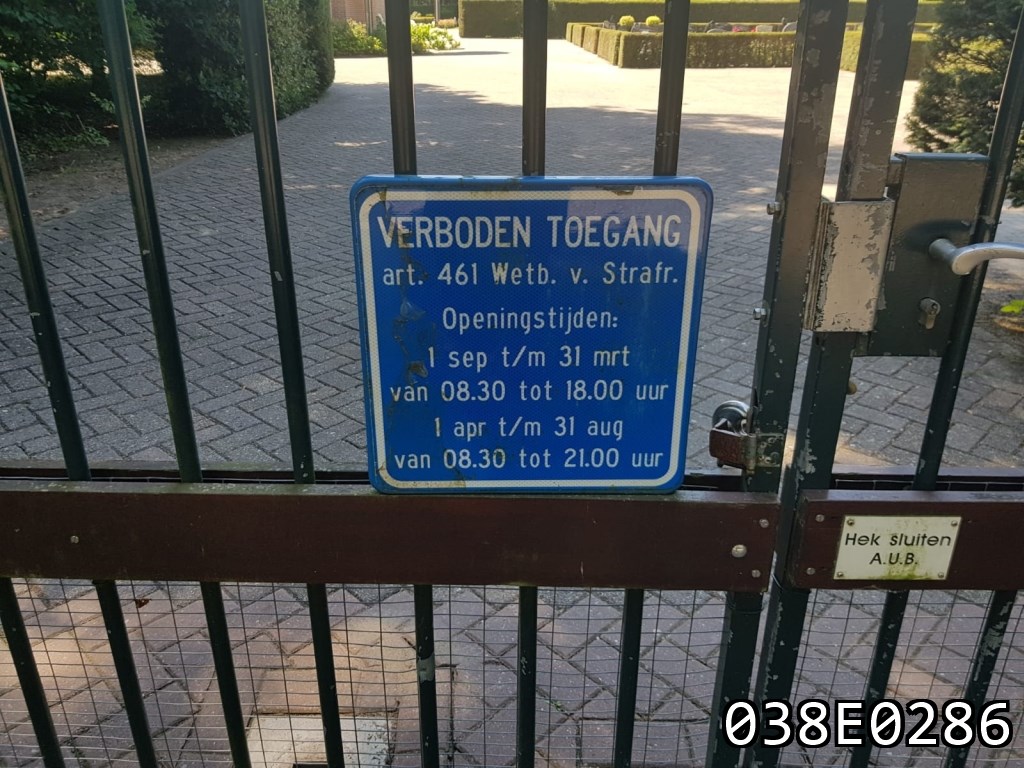 VERBODEN TOEGANG
art. 461 Wetb. v. Strafr.
Openingstijden:
1 sep t/m 31 mrt
van 08.30 tot 18.00 uur
1 apr t/m 31 aug
van 08.30 tot 21.00 uur
Hek sluiten
A.U.B.
038E0286